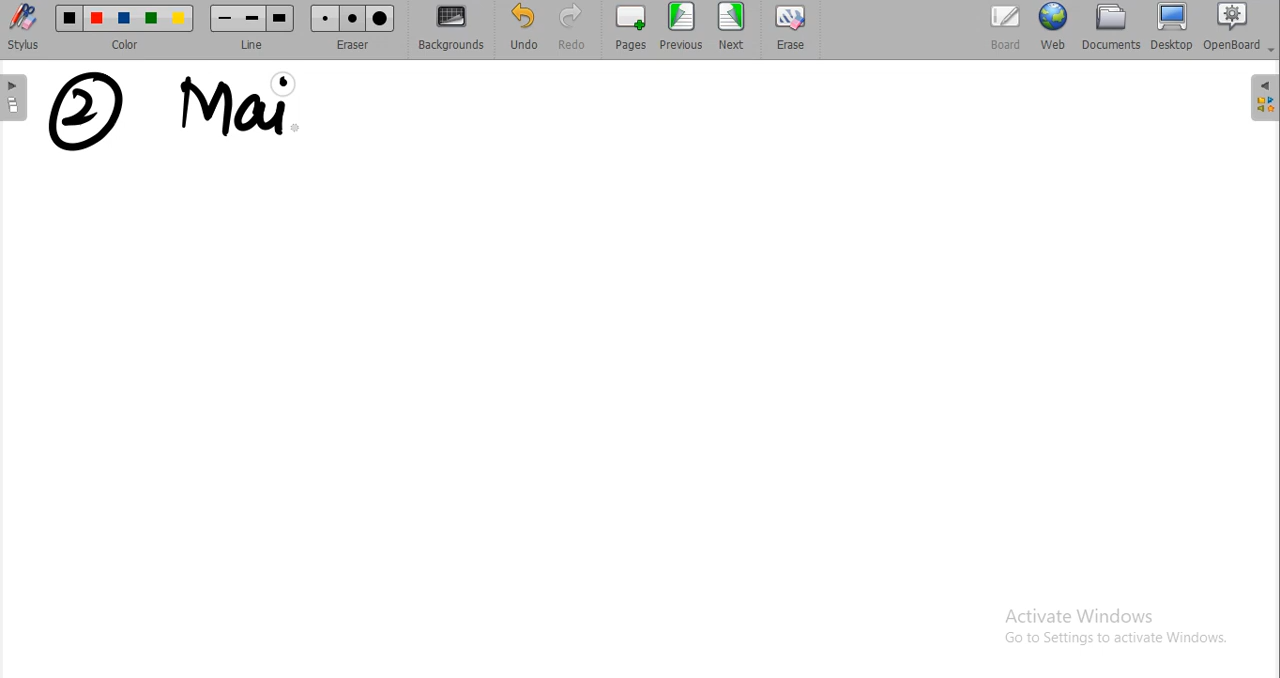 Stylus Color Line Eraser Backgrounds Undo Redo Pages Previous Next Erase Board Web Documents Desktop OpenBoard
② Mai
Activate Windows
Go to Settings to activate Windows.